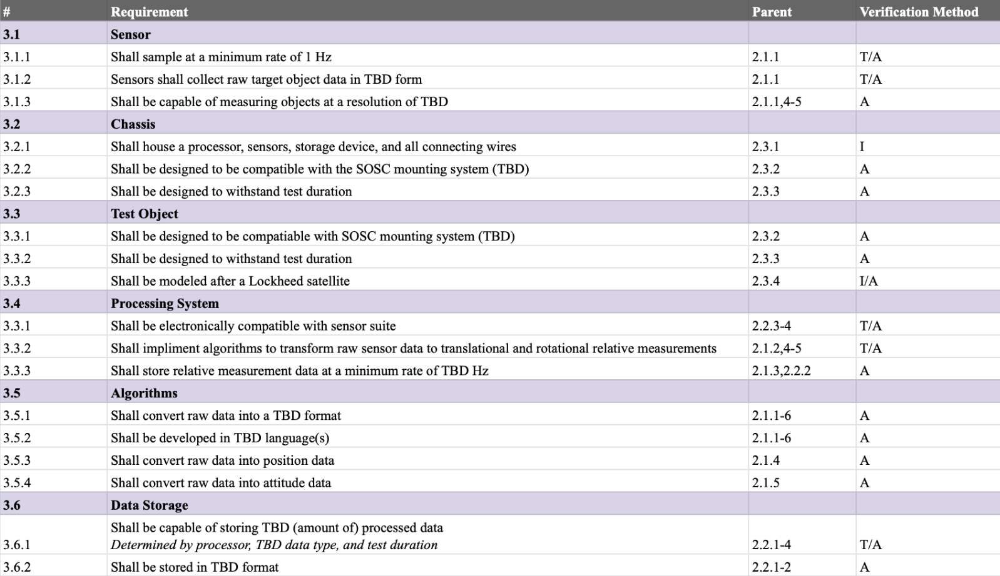 # Requirement Parent Verification Method
3.1 Sensor
3.1.1 Shall sample at a minimum rate of 1 Hz 2.1.1 T/A
3.1.2 Sensors shall collect raw target object data in TBD form 2.1.1 T/A
3.1.3 Shall be capable of measuring objects at a resolution of TBD 2.1.1,4-5 A
3.2 Chassis
3.2.1 Shall house a processor, sensors, storage device, and all connecting wires 2.3.1 I
3.2.2 Shall be designed to be compatible with the SOSC mounting system (TBD) 2.3.2 A
3.2.3 Shall be designed to withstand test duration 2.3.3 A
3.3 Test Object
3.3.1 Shall be designed to be compatiable with SOSC mounting system (TBD) 2.3.2 A
3.3.2 Shall be designed to withstand test duration 2.3.3 A
3.3.3 Shall be modeled after a Lockheed satellite 2.3.4 I/A
3.4 Processing System
3.3.1 Shall be electronically compatible with sensor suite 2.2.3-4 T/A
3.3.2 Shall impliment algorithms to transform raw sensor data to translational and rotational relative measurements 2.1.2,4-5 T/A
3.3.3 Shall store relative measurement data at a minimum rate of TBD Hz 2.1.3,2.2.2 A
3.5 Algorithms
3.5.1 Shall convert raw data into a TBD format 2.1.1-6 A
3.5.2 Shall be developed in TBD language(s) 2.1.1-6 A
3.5.3 Shall convert raw data into position data 2.1.4 A
3.5.4 Shall convert raw data into attitude data 2.1.5 A
3.6 Data Storage
Shall be capable of storing TBD (amount of) processed data
3.6.1 Determined by processor, TBD data type, and test duration 2.2.1-4 T/A
3.6.2 Shall be stored in TBD format 2.2.1-2 A